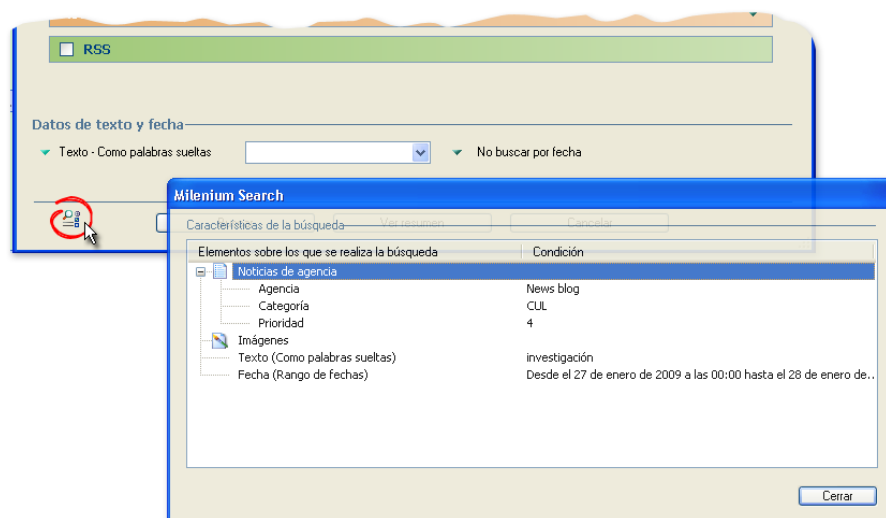 RSS
Datos de texto y fecha
Texto - Como palabras sueltas
No buscar por fecha
Ver resumen
Cancelar
Milenium Search
Características de la búsqueda
Elementos sobre los que se realiza la búsqueda Condición
Noticias de agencia
Agencia News blog
Categoría CUL
Prioridad 4
Imágenes
Texto (Como palabras sueltas) investigación
Fecha (Rango de fechas) Desde el 27 de enero de 2009 a las 00:00 hasta el 28 de enero de...
Cerrar